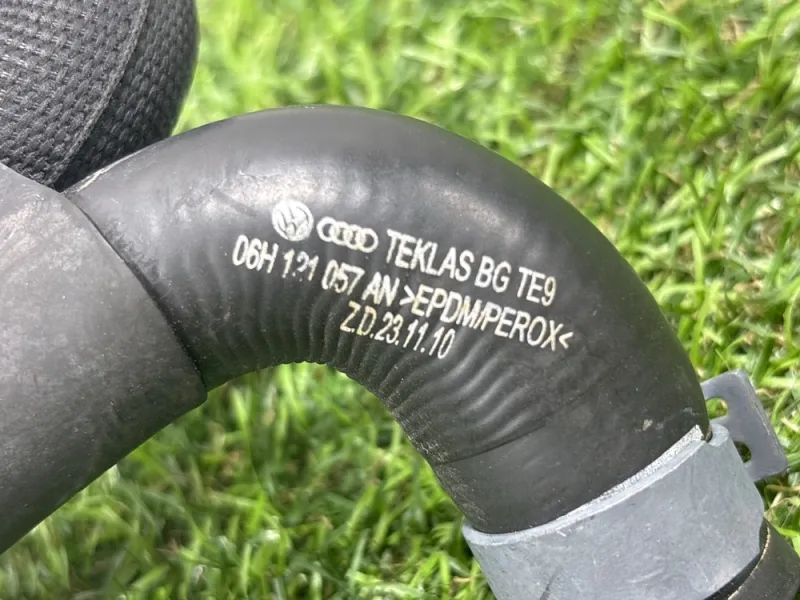 TEKLAS BG TE9
06H 121 057 AN >EPDM/PEROX<
Z.D.23.11.10